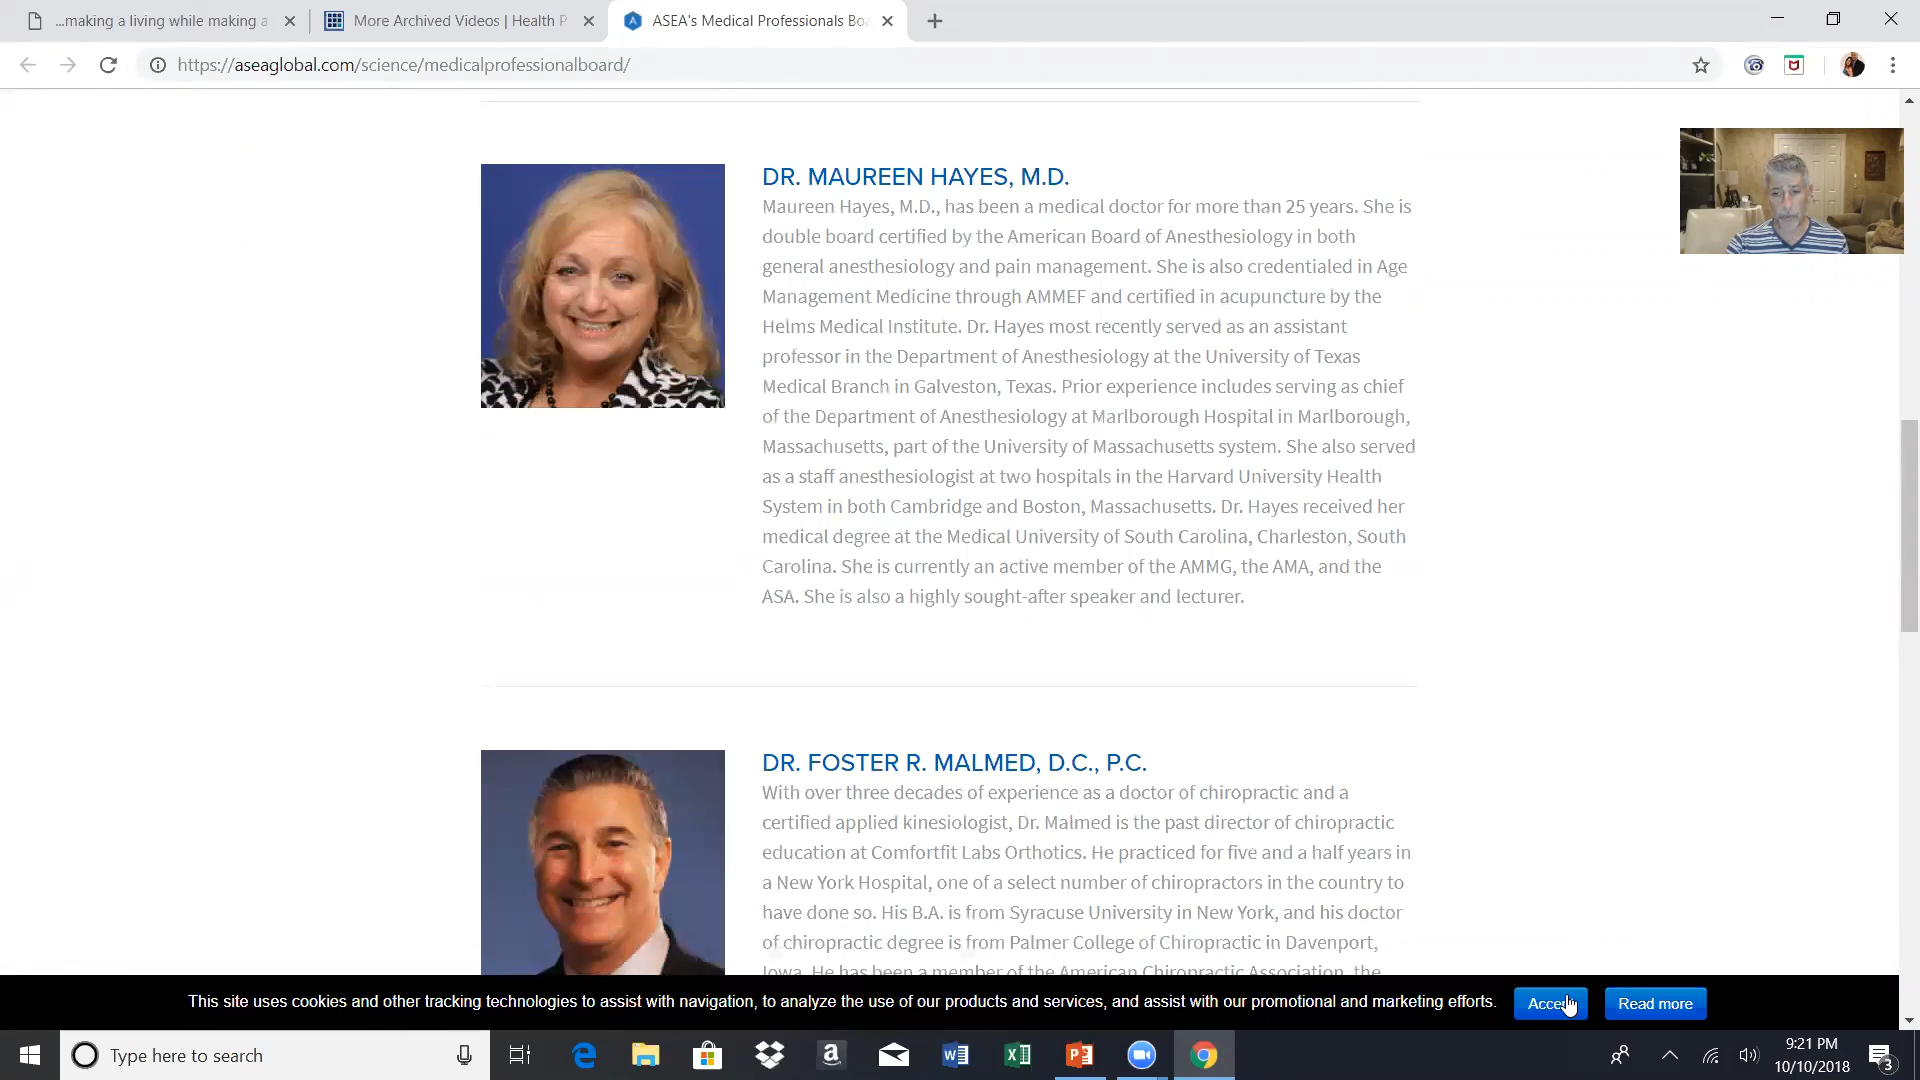 ...making a living while making a
More Archived Videos | Health P
ASEA's Medical Professionals Boa
https://aseaglobal.com/science/medicalprofessionalboard/
DR. MAUREEN HAYES, M.D.
Maureen Hayes, M.D., has been a medical doctor for more than 25 years. She is
double board certified by the American Board of Anesthesiology in both
general anesthesiology and pain management. She is also credentialed in Age
Management Medicine through AMMEF and certified in acupuncture by the
Helms Medical Institute. Dr. Hayes most recently served as an assistant
professor in the Department of Anesthesiology at the University of Texas
Medical Branch in Galveston, Texas. Prior experience includes serving as chief
of the Department of Anesthesiology at Marlborough Hospital in Marlborough,
Massachusetts, part of the University of Massachusetts system. She also served
as a staff anesthesiologist at two hospitals in the Harvard University Health
System in both Cambridge and Boston, Massachusetts. Dr. Hayes received her
medical degree at the Medical University of South Carolina, Charleston, South
Carolina. She is currently an active member of the AMMG, the AMA, and the
ASA. She is also a highly sought-after speaker and lecturer.
DR. FOSTER R. MALMED, D.C., P.C.
With over three decades of experience as a doctor of chiropractic and a
certified applied kinesiologist, Dr. Malmed is the past director of chiropractic
education at Comfortfit Labs Orthotics. He practiced for five and a half years in
a New York Hospital, one of a select number of chiropractors in the country to
have done so. His B.A. is from Syracuse University in New York, and his doctor
of chiropractic degree is from Palmer College of Chiropractic in Davenport,
Iowa. He has been a member of the American Chiropractic Association, the
This site uses cookies and other tracking technologies to assist with navigation, to analyze the use of our products and services, and assist with our promotional and marketing efforts.
Accept
Read more
Type here to search
9:21 PM
10/10/2018
3